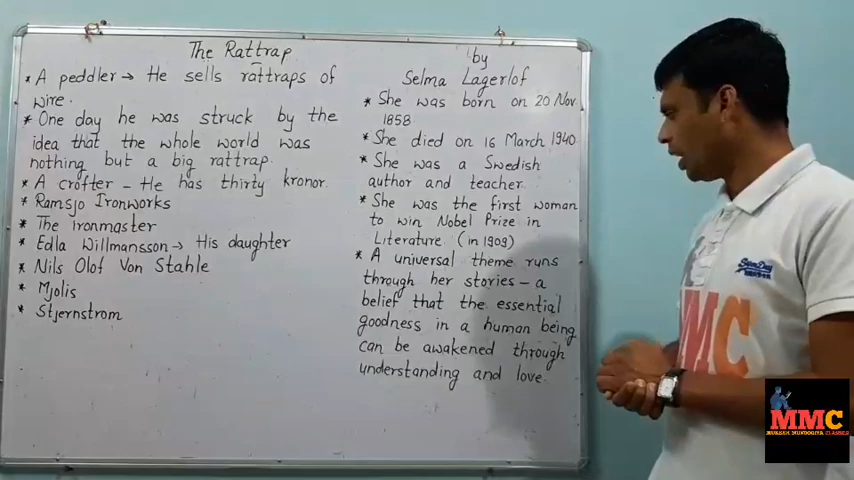 The Rattrap
* A peddler → He sells rattraps of
wire.
* One day he was struck by the
idea that the whole world was
nothing but a big rattrap.
* A crofter - He has thirty kronor.
* Ramsjo Ironworks
* The Ironmaster
* Edla Willmansson → His daughter
* Nils Olof Von Stahle
* Mjolis
* Stjernstrom
by
Selma Lagerlof
* She was born on 20 Nov.
1858
* She died on 16 March 1940
* She was a Swedish
author and teacher.
* She was the first woman
to win Nobel Prize in
Literature (in 1909)
* A universal theme runs
through her stories - a
belief that the essential
goodness in a human being
can be awakened through
understanding and love.
MMC